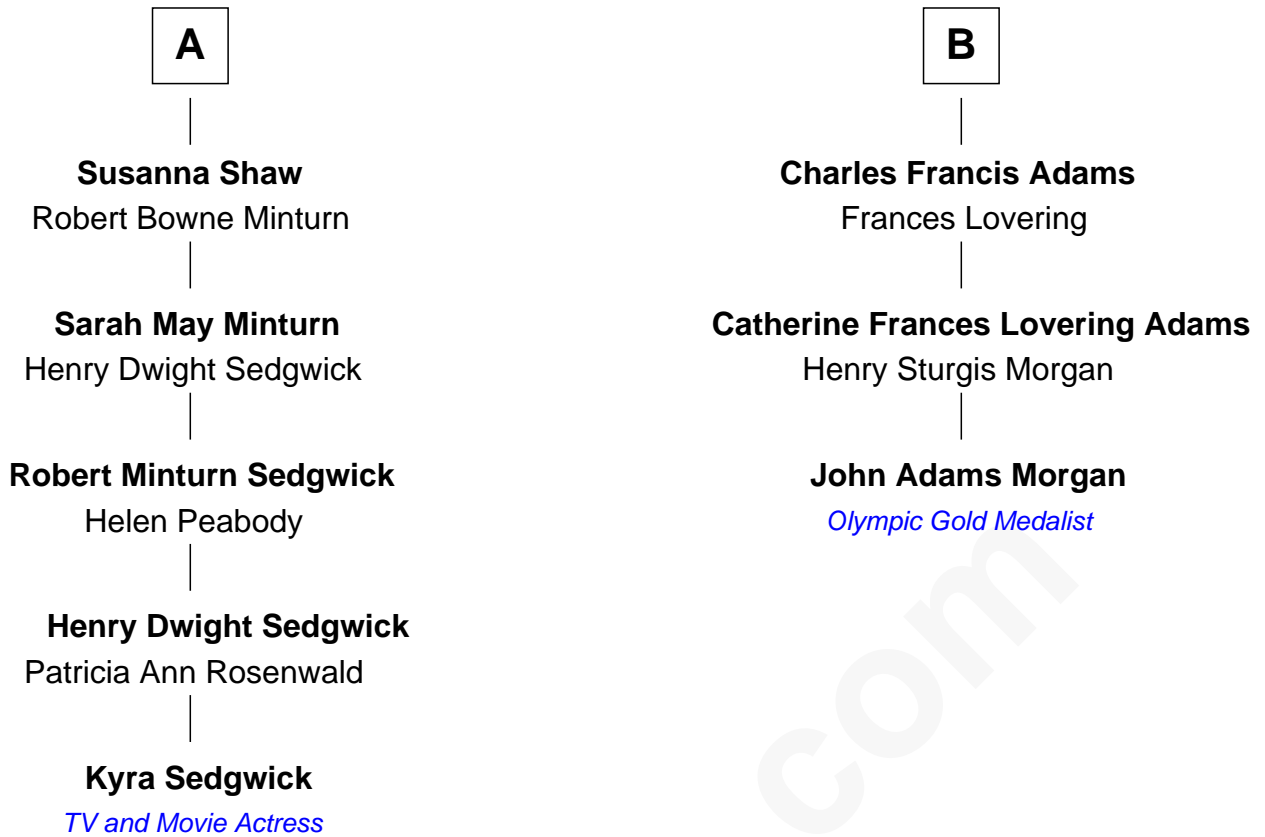 A
Susanna Shaw
Robert Bowne Minturn
Sarah May Minturn
Henry Dwight Sedgwick
Robert Minturn Sedgwick
Helen Peabody
Henry Dwight Sedgwick
Patricia Ann Rosenwald
Kyra Sedgwick
TV and Movie Actress
B
Charles Francis Adams
Frances Lovering
Catherine Frances Lovering Adams
Henry Sturgis Morgan
John Adams Morgan
Olympic Gold Medalist
com